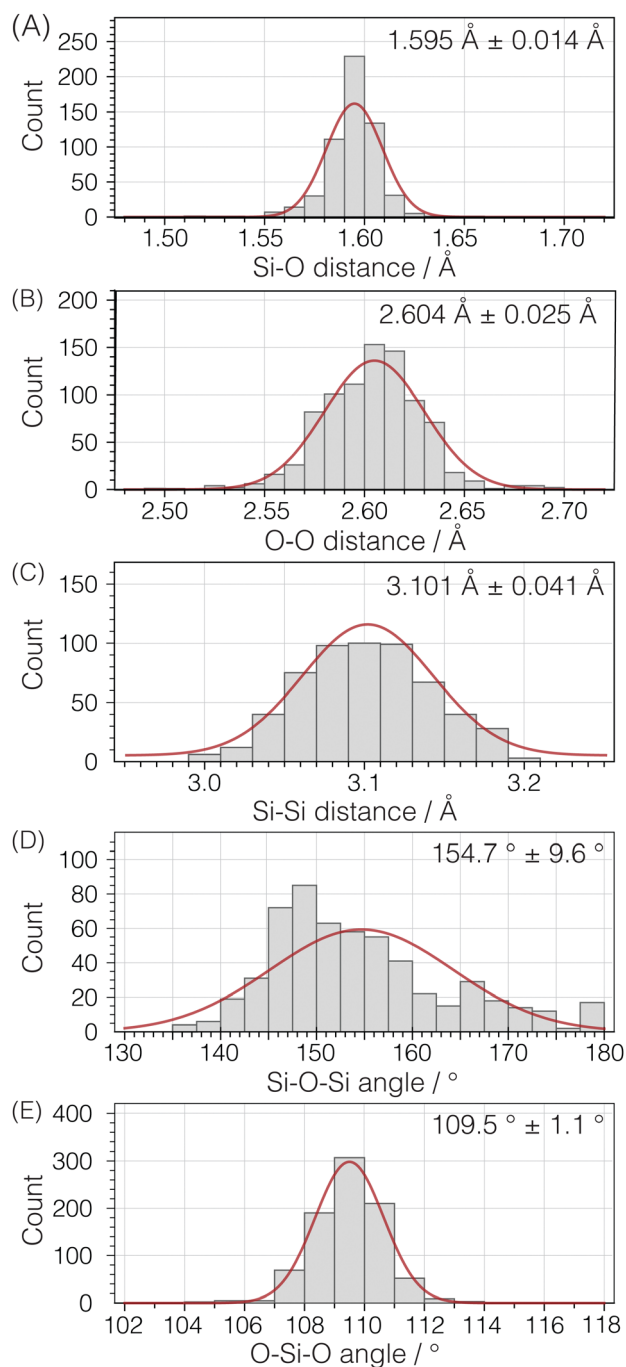 (A)
1.595 Å ± 0.014 Å
250
200
150
100
50
0
Count
1.50 1.55 1.60 1.65 1.70
Si-O distance / Å
(B)
2.604 Å ± 0.025 Å
200
150
100
50
0
Count
2.50 2.55 2.60 2.65 2.70
O-O distance / Å
(C)
3.101 Å ± 0.041 Å
150
100
50
0
Count
3.0 3.1 3.2
Si-Si distance / Å
(D)
154.7 ° ± 9.6 °
100
80
60
40
20
0
Count
130 140 150 160 170 180
Si-O-Si angle / °
(E)
109.5 ° ± 1.1 °
400
300
200
100
0
Count
102 104 106 108 110 112 114 116 118
O-Si-O angle / °